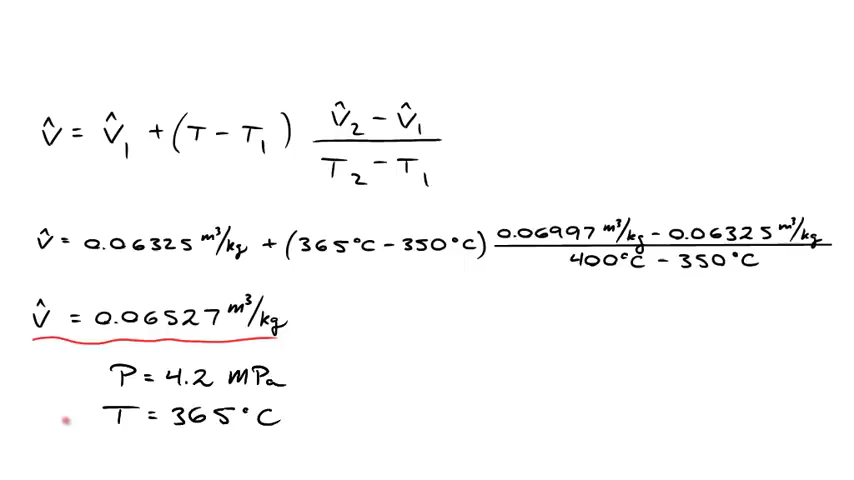 V̂ = V̂₁ + (T - T₁) (V̂₂ - V̂₁) / (T₂ - T₁)
V̂ = 0.06325 m³/kg + (365°C - 350°C) (0.06997 m³/kg - 0.06325 m³/kg) / (400°C - 350°C)
V̂ = 0.06527 m³/kg
P = 4.2 MPa
T = 365°C